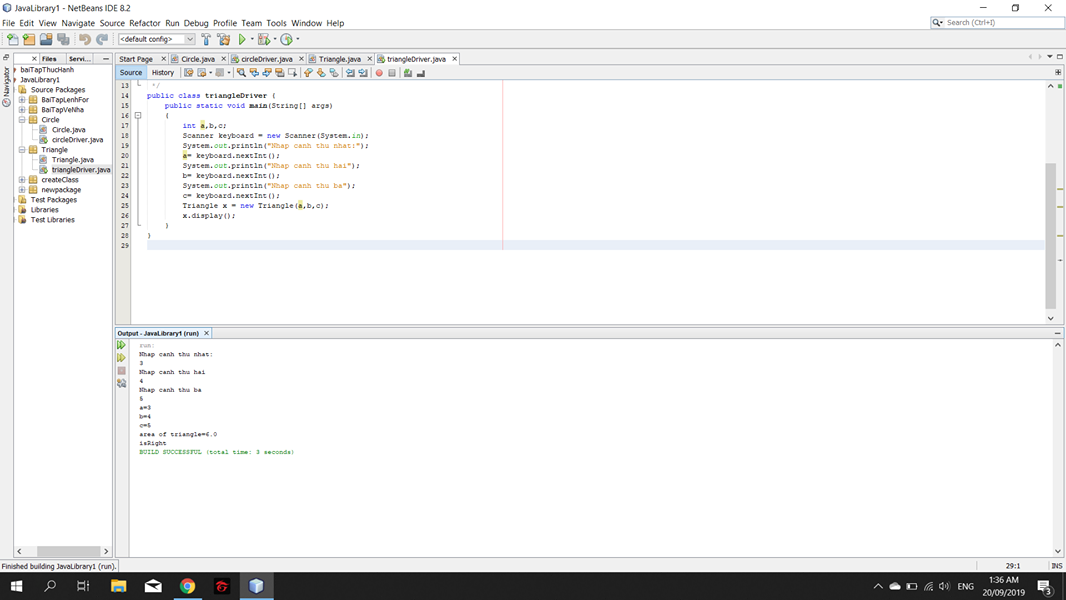 JavaLibrary1 - NetBeans IDE 8.2
File Edit View Navigate Source Refactor Run Debug Profile Team Tools Window Help
Search (Ctrl+I)
<default config>
Files Servi...
Start Page Circle.java circleDriver.java Triangle.java triangleDriver.java
Source History
Navigator
baiTapThucHanh
JavaLibrary1
Source Packages
BaiTapLenhFor
BaiTapVeNha
Circle
Circle.java
circleDriver.java
Triangle
Triangle.java
triangleDriver.java
createClass
newpackage
Test Packages
Libraries
Test Libraries
13 */
14 public class triangleDriver {
15 public static void main(String[] args)
16 {
17 int a,b,c;
18 Scanner keyboard = new Scanner(System.in);
19 System.out.println("Nhap canh thu nhat:");
20 a= keyboard.nextInt();
21 System.out.println("Nhap canh thu hai");
22 b= keyboard.nextInt();
23 System.out.println("Nhap canh thu ba");
24 c= keyboard.nextInt();
25 Triangle x = new Triangle(a,b,c);
26 x.display();
27 }
28 }
29
Output - JavaLibrary1 (run)
run:
Nhap canh thu nhat:
3
Nhap canh thu hai
4
Nhap canh thu ba
5
a=3
b=4
c=5
area of triangle=6.0
isRight
BUILD SUCCESSFUL (total time: 3 seconds)
Finished building JavaLibrary1 (run).
29:1 INS
ENG
1:36 AM
20/09/2019
3